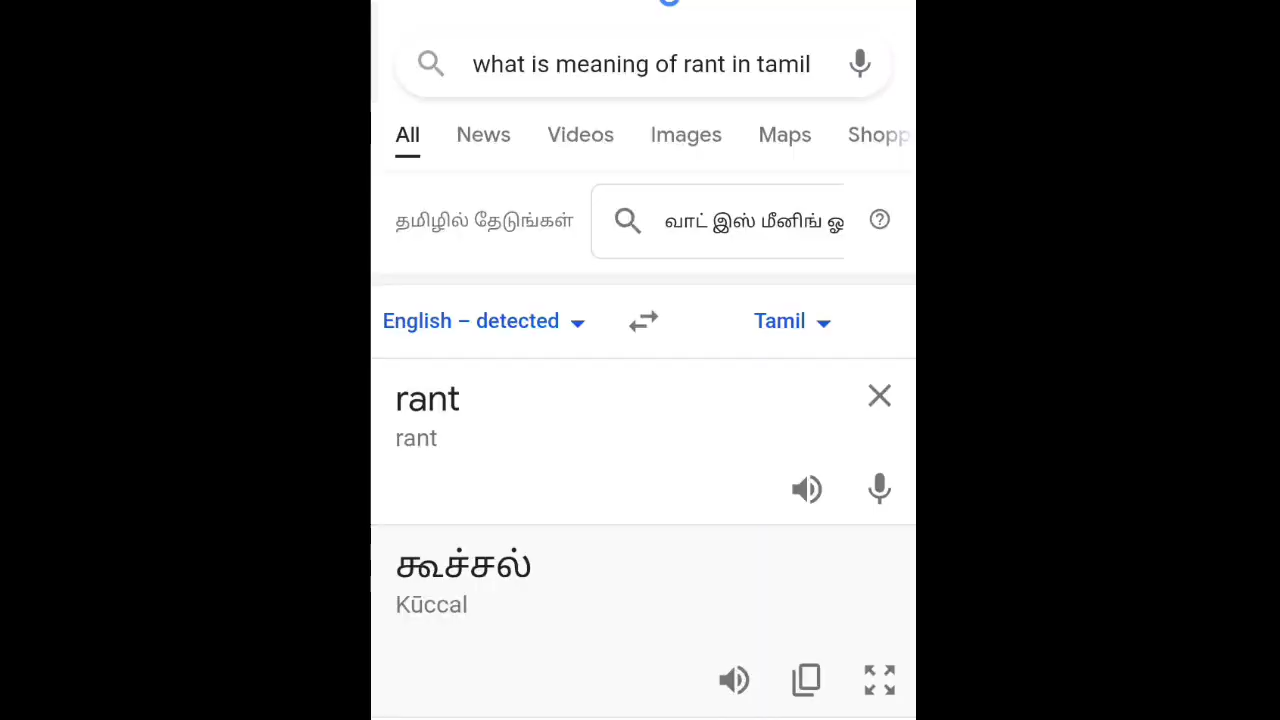 what is meaning of rant in tamil
All News Videos Images Maps Shopp
தமிழில் தேடுங்கள் வாட் இஸ் மீனிங் ஓ
English – detected Tamil
rant
rant
கூச்சல்
Kūccal